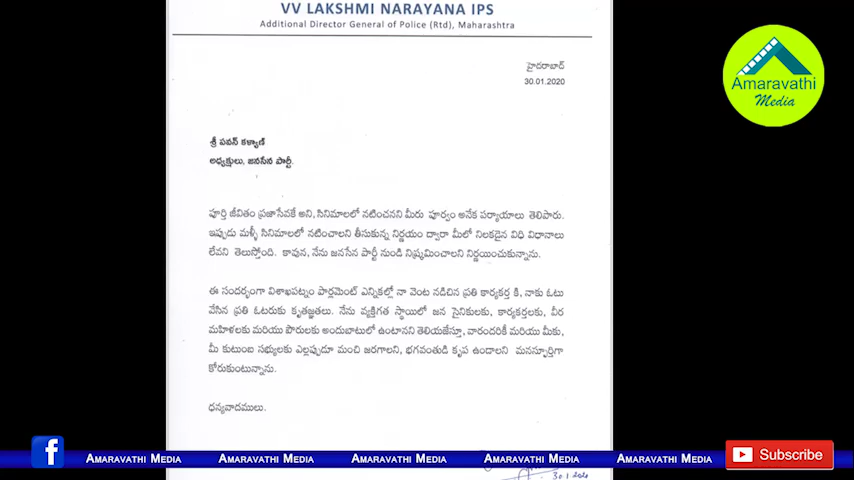 VV LAKSHMI NARAYANA IPS
Additional Director General of Police (Rtd), Maharashtra
హైదరాబాద్
30.01.2020
శ్రీ పవన్ కళ్యాణ్
అధ్యక్షులు, జనసేన పార్టీ.
పూర్తి జీవితం ప్రజాసేవకే అని, సినిమాలలో నటించనని మీరు పూర్వం అనేక పర్యాయాలు తెలిపారు.
ఇప్పుడు మళ్ళీ సినిమాలలో నటించాలని తీసుకున్న నిర్ణయం ద్వారా మీలో నిలకడైన విధి విధానాలు
లేవని తెలుస్తోంది. కావున, నేను జనసేన పార్టీ నుండి నిష్క్రమించాలని నిర్ణయించుకున్నాను.
ఈ సందర్భంగా విశాఖపట్నం పార్లమెంట్ ఎన్నికల్లో నా వెంట నడిచిన ప్రతి కార్యకర్త కి, నాకు ఓటు
వేసిన ప్రతి ఓటరుకు కృతజ్ఞతలు. నేను వ్యక్తిగత స్థాయిలో జన సైనికులకు, కార్యకర్తలకు, వీర
మహిళలకు మరియు పౌరులకు అందుబాటులో ఉంటానని తెలియజేస్తూ, వారందరికీ మరియు మీకు,
మీ కుటుంబ సభ్యులకు ఎల్లప్పుడూ మంచి జరగాలని, భగవంతుడి కృప ఉండాలని మనస్ఫూర్తిగా
కోరుకుంటున్నాను.
ధన్యవాదములు.
30.1.2020
Amaravathi
Media
f AMARAVATHI MEDIA AMARAVATHI MEDIA AMARAVATHI MEDIA AMARAVATHI MEDIA AMARAVATHI MEDIA Subscribe